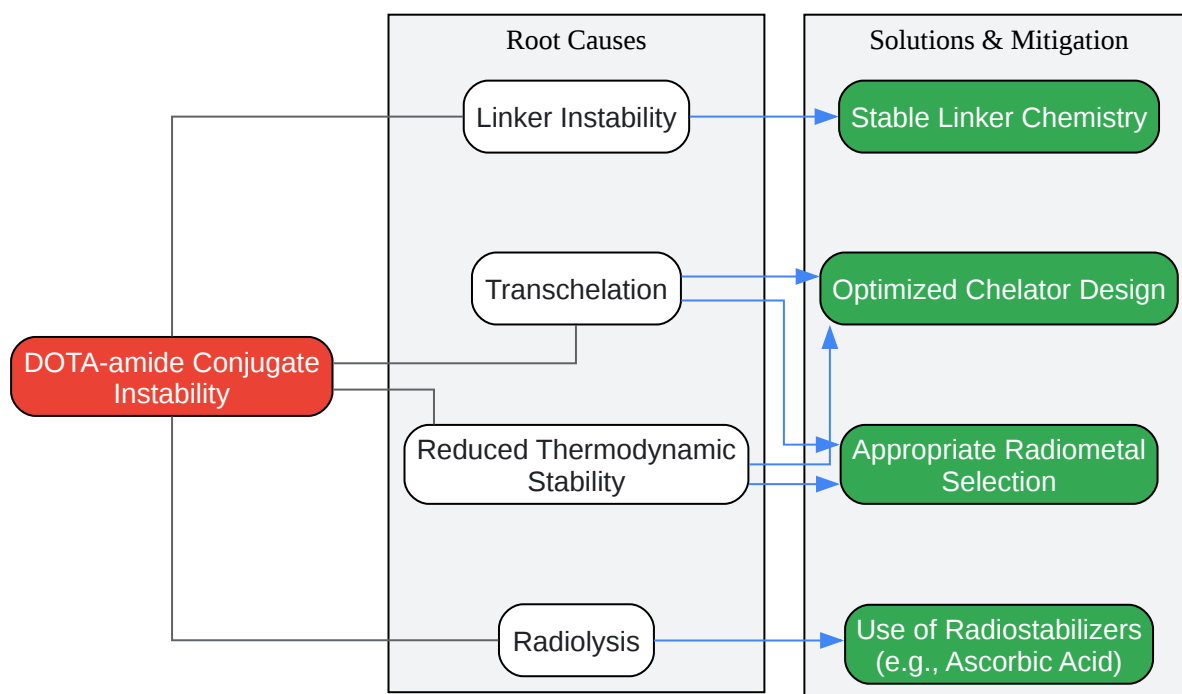 Root Causes
Solutions & Mitigation
Linker Instability
Stable Linker Chemistry
Transchelation
Optimized Chelator Design
DOTA-amide Conjugate
Instability
Reduced Thermodynamic
Stability
Appropriate Radiometal
Selection
Radiolysis
Use of Radiostabilizers
(e.g., Ascorbic Acid)